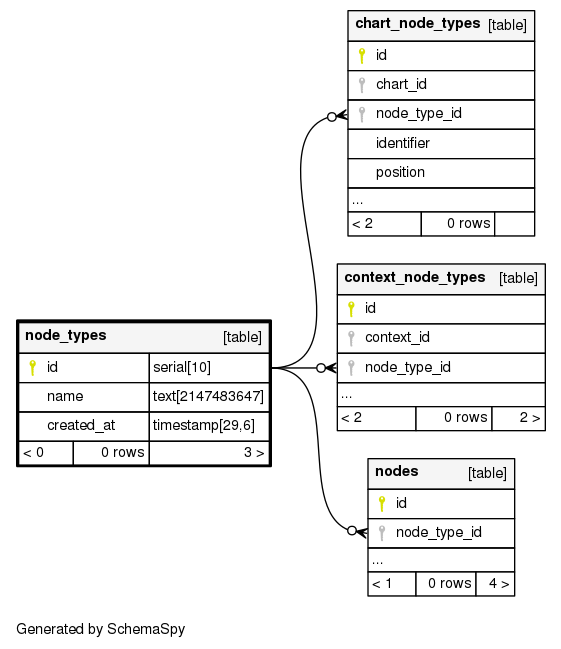 chart_node_types [table]
id
chart_id
node_type_id
identifier
position
...
< 2 0 rows
context_node_types [table]
id
context_id
node_type_id
...
< 2 0 rows 2 >
node_types [table]
id serial[10]
name text[2147483647]
created_at timestamp[29,6]
< 0 0 rows 3 >
nodes [table]
id
node_type_id
...
< 1 0 rows 4 >
Generated by SchemaSpy